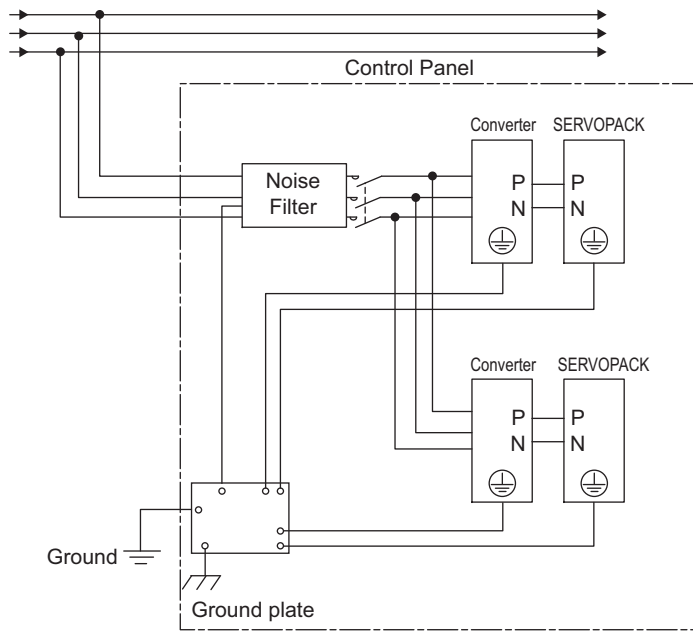 Control Panel
Converter SERVOPACK
Noise
Filter
P P
N N
Converter SERVOPACK
P P
N N
Ground
Ground plate